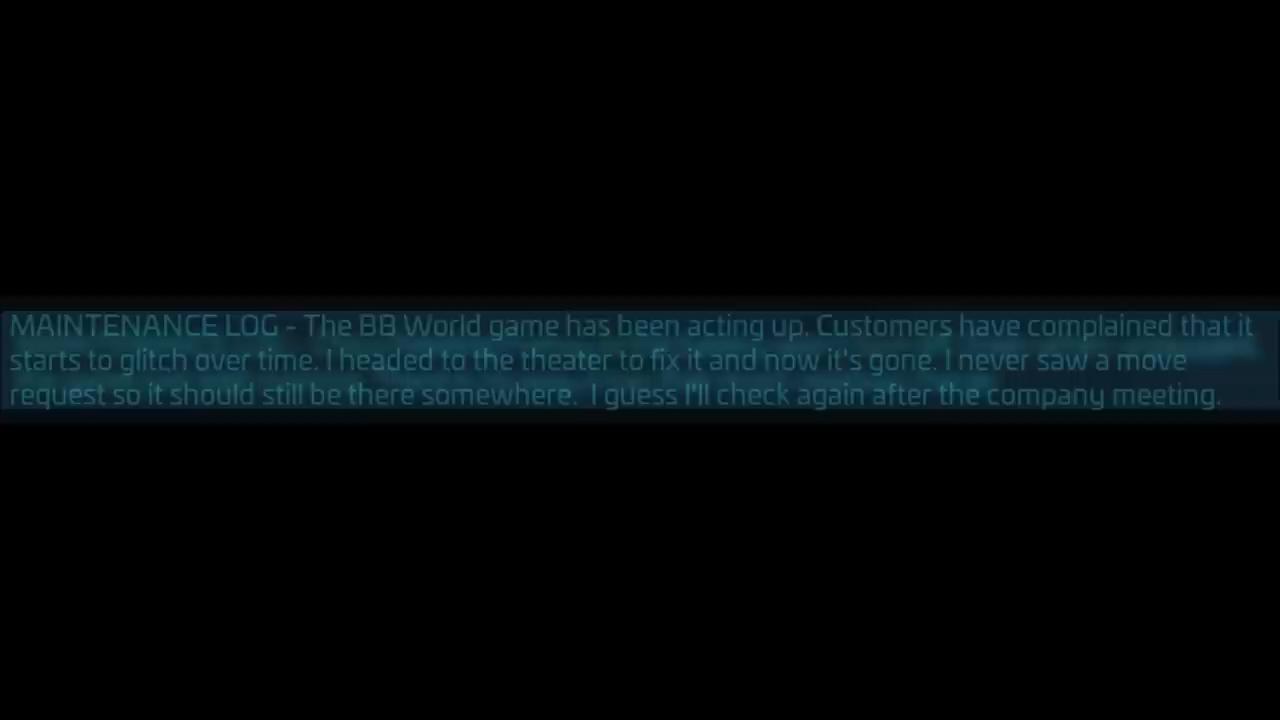 MAINTENANCE LOG - The BB World game has been acting up. Customers have complained that it
starts to glitch over time. I headed to the theater to fix it and now it's gone. I never saw a move
request so it should still be there somewhere.  I guess I'll check again after the company meeting.